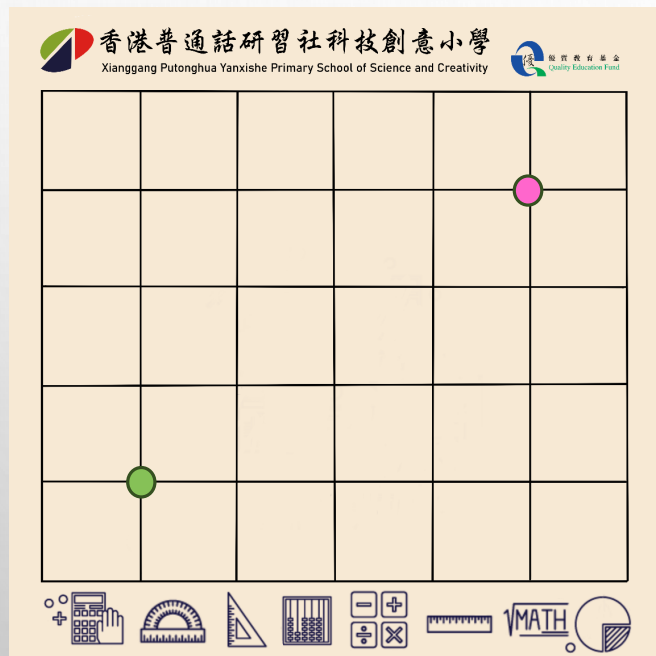 香港普通話研習社科技創意小學
Xianggang Putonghua Yanxishe Primary School of Science and Creativity
優
優質教育基金
Quality Education Fund
√MATH